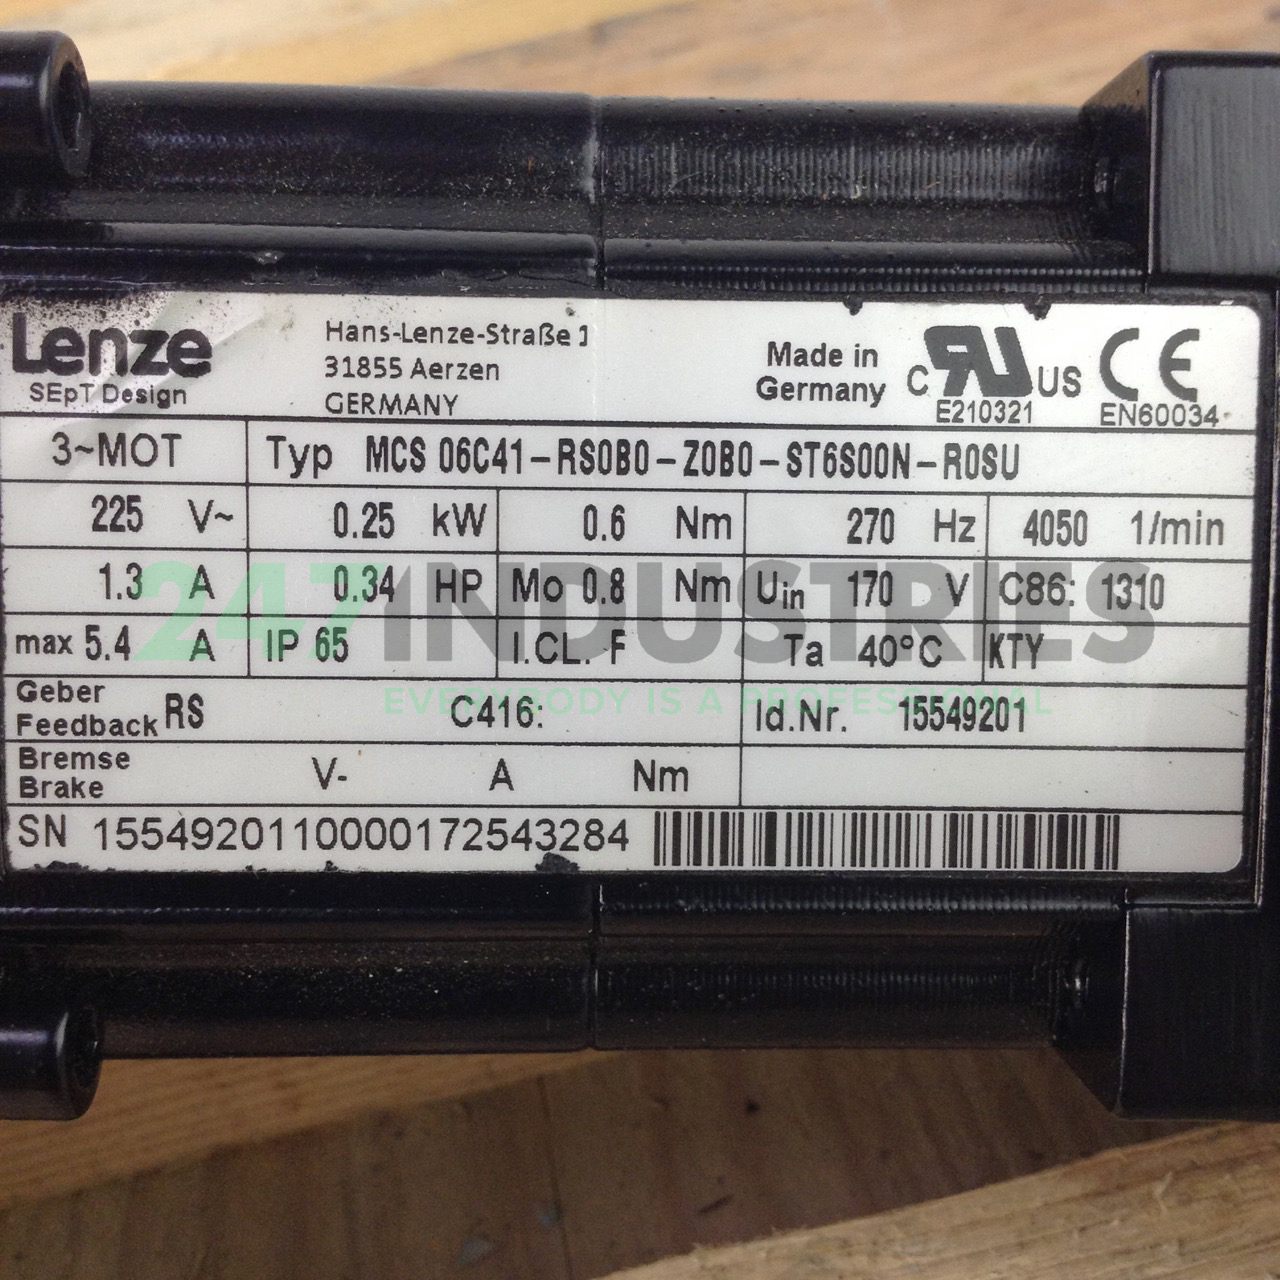 Lenze
SEpT Design
Hans-Lenze-Straße 1
31855 Aerzen
GERMANY
Made in
Germany
c RU US
E210321
CE
EN60034-
3~MOT
Typ MCS 06C41-RS0B0-Z0B0-ST6S00N-R0SU
225 V~ 0.25 kW 0.6 Nm 270 Hz 4050 1/min
1.3 A 0.34 HP Mo 0.8 Nm Uin 170 V C86: 1310
max 5.4 A IP 65 I.CL. F Ta 40°C KTY
Geber
Feedback RS C416: Id.Nr. 15549201
Bremse
Brake V- A Nm
SN 1554920110000172543284
247INDUSTRIES
EVERYBODY IS A PROFESSIONAL